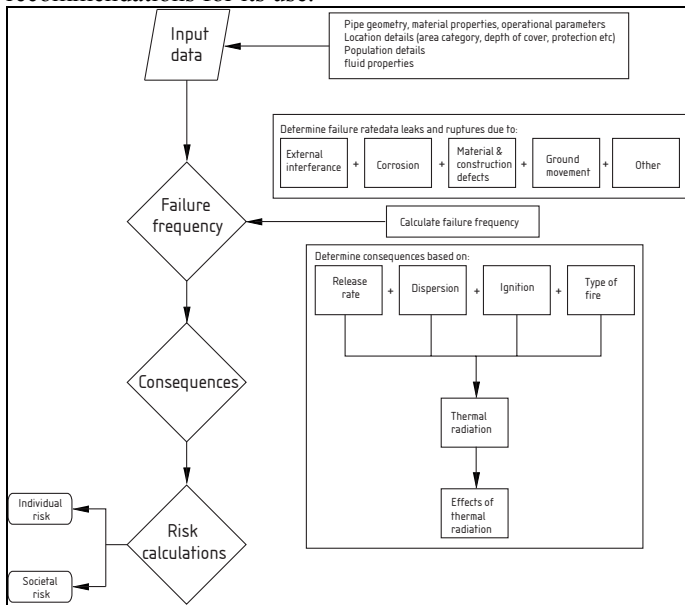 recommendations for its use.
Input
data
Pipe geometry, material properties, operational parameters
Location details (area category, depth of cover, protection etc)
Population details
fluid properties
Determine failure ratedata leaks and ruptures due to:
External
interferance
+
Corrosion
+
Material &
construction
defects
+
Ground
movement
+
Other
Failure
frequency
Calculate failure frequency
Determine consequences based on:
Release
rate
+
Dispersion
+
Ignition
+
Type of
fire
Consequences
Thermal
radiation
Effects of
thermal
radiation
Individual
risk
Risk
calculations
Societal
risk